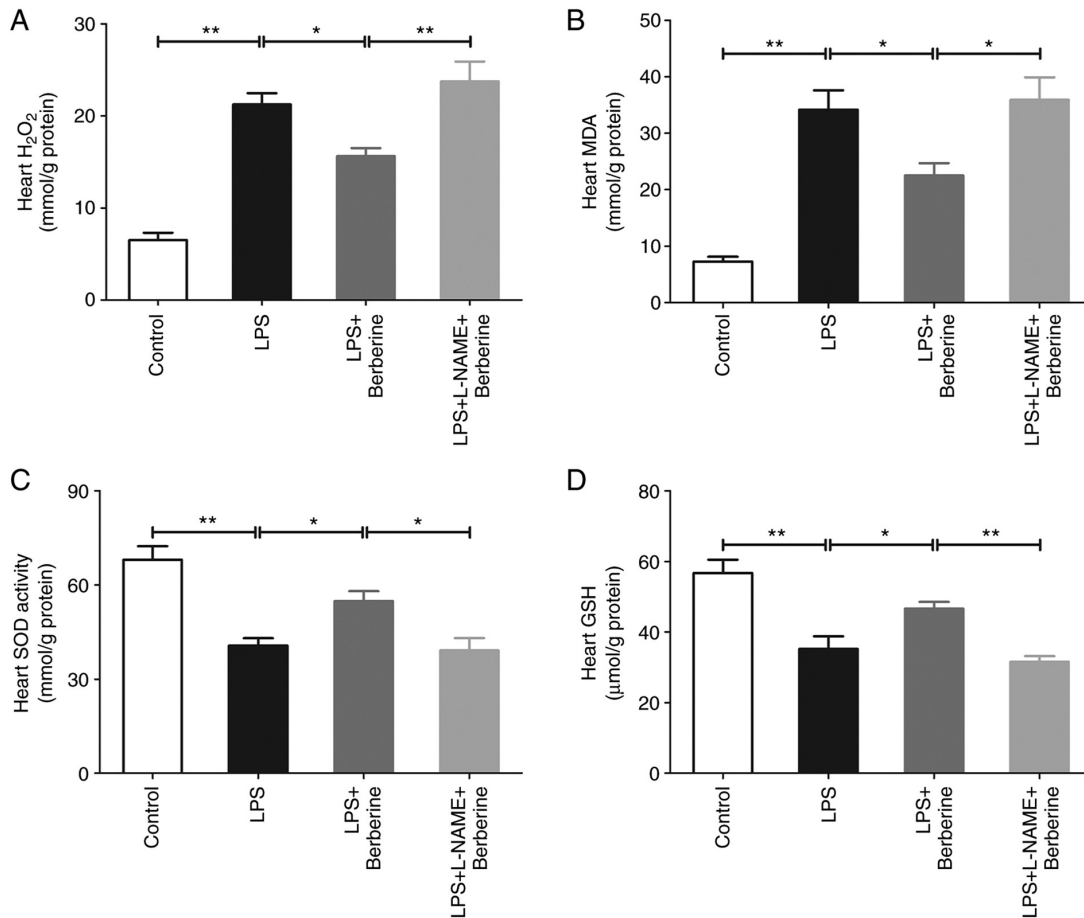 A
Heart H₂O₂
(mmol/g protein)
30
20
10
0
** * **
Control
LPS
LPS+
Berberine
LPS+L-NAME+
Berberine
B
Heart MDA
(mmol/g protein)
50
40
30
20
10
0
** * *
Control
LPS
LPS+
Berberine
LPS+L-NAME+
Berberine
C
Heart SOD activity
(mmol/g protein)
90
60
30
0
** * *
Control
LPS
LPS+
Berberine
LPS+L-NAME+
Berberine
D
Heart GSH
(µmol/g protein)
80
60
40
20
0
** * **
Control
LPS
LPS+
Berberine
LPS+L-NAME+
Berberine